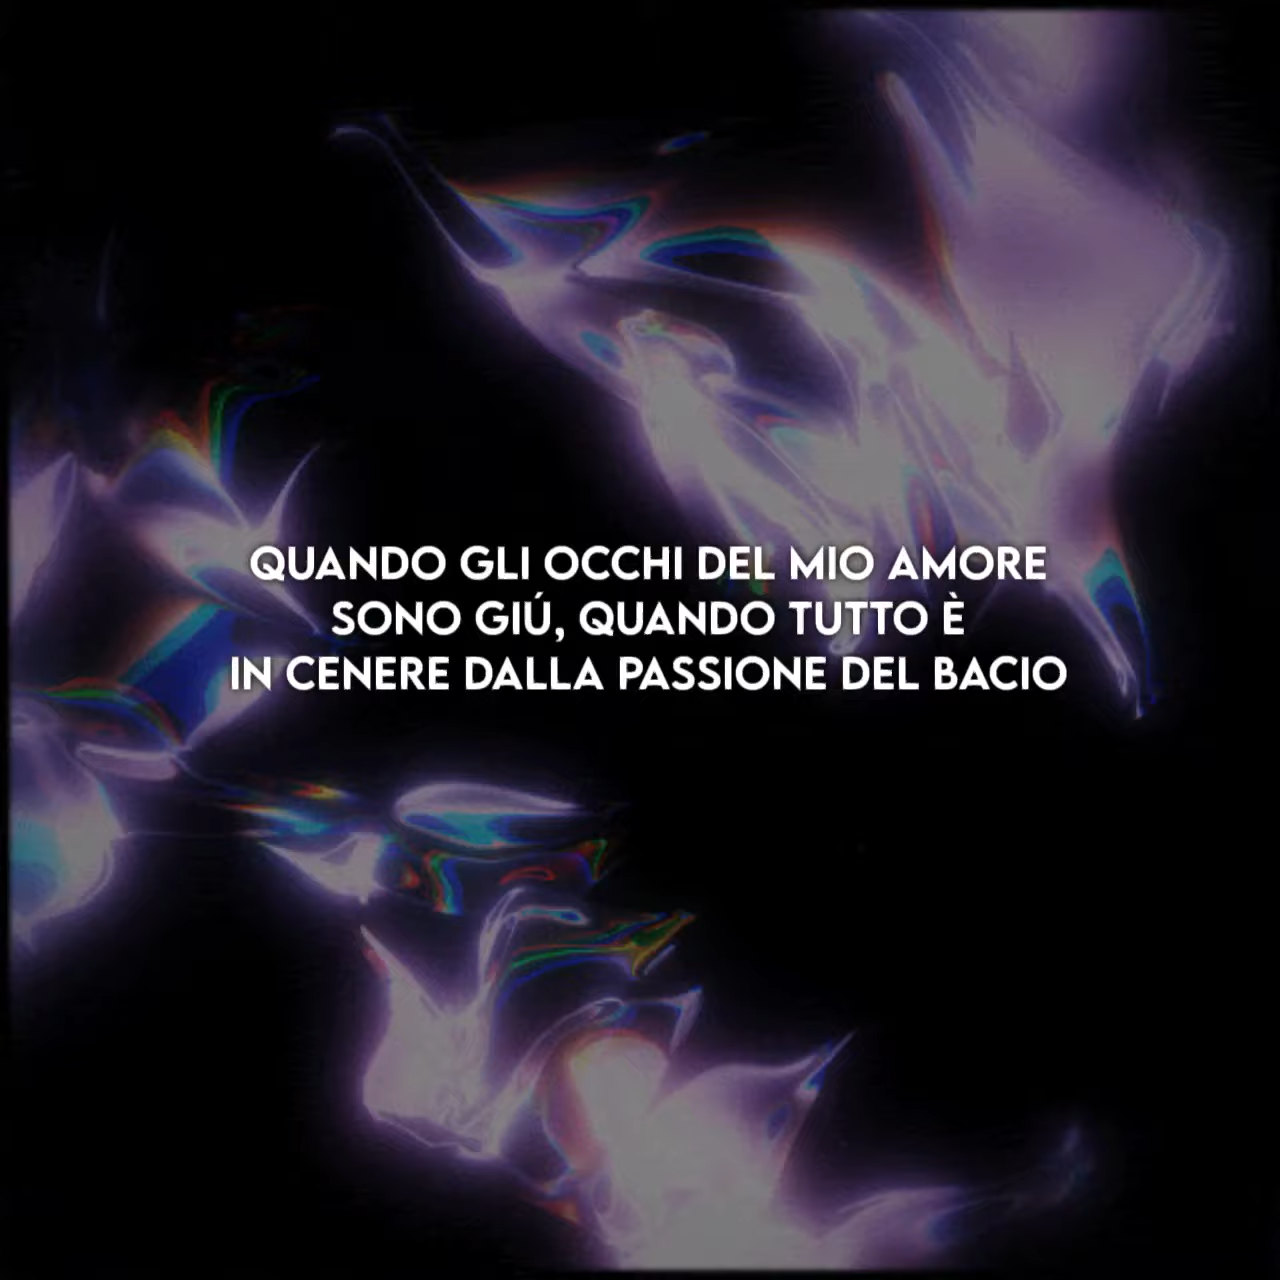 QUANDO GLI OCCHI DEL MIO AMORE
SONO GIÚ, QUANDO TUTTO È
IN CENERE DALLA PASSIONE DEL BACIO